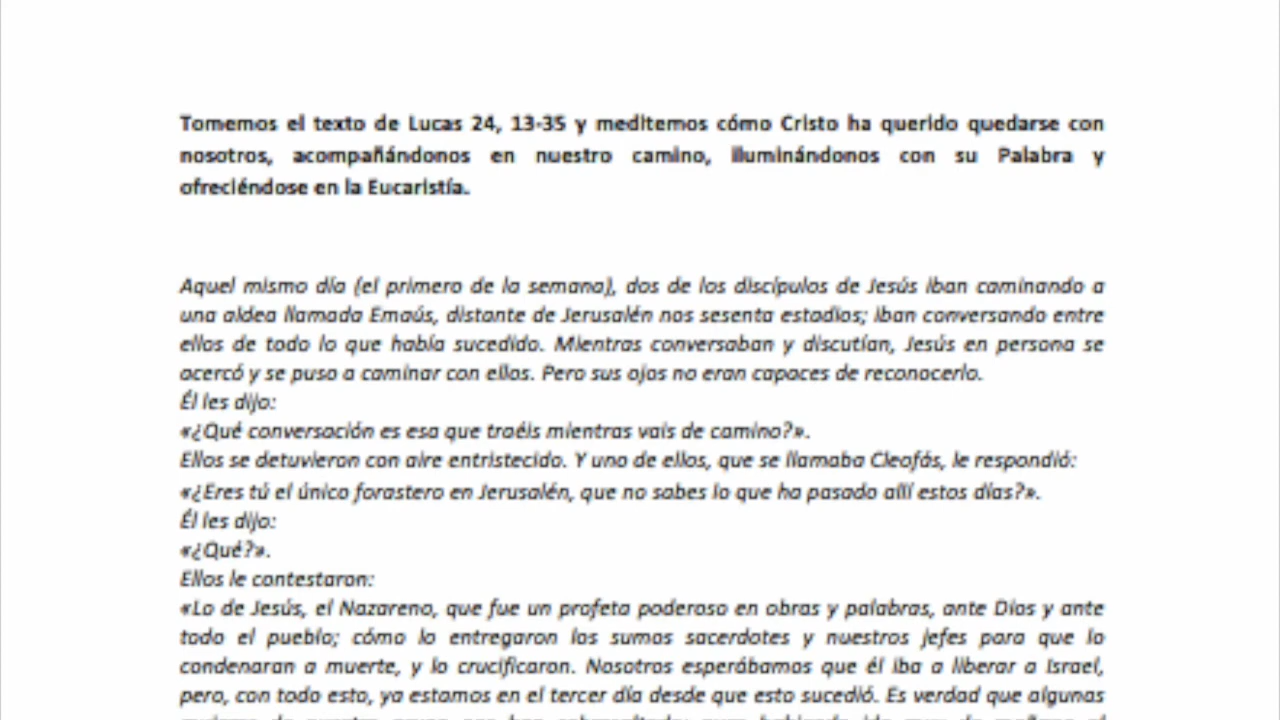 Tomemos el texto de Lucas 24, 13-35 y meditemos cómo Cristo ha querido quedarse con
nosotros, acompañándonos en nuestro camino, iluminándonos con su Palabra y
ofreciéndose en la Eucaristía.
Aquel mismo día (el primero de la semana), dos de los discípulos de Jesús iban caminando a
una aldea llamada Emaús, distante de Jerusalén nos sesenta estadios; iban conversando entre
ellos de todo lo que había sucedido. Mientras conversaban y discutían, Jesús en persona se
acercó y se puso a caminar con ellos. Pero sus ojos no eran capaces de reconocerlo.
Él les dijo:
«¿Qué conversación es esa que traéis mientras vais de camino?».
Ellos se detuvieron con aire entristecido. Y uno de ellos, que se llamaba Cleofás, le respondió:
«¿Eres tú el único forastero en Jerusalén, que no sabes lo que ha pasado allí estos días?».
Él les dijo:
«¿Qué?».
Ellos le contestaron:
«Lo de Jesús, el Nazareno, que fue un profeta poderoso en obras y palabras, ante Dios y ante
todo el pueblo; cómo lo entregaron los sumos sacerdotes y nuestros jefes para que lo
condenaran a muerte, y lo crucificaron. Nosotros esperábamos que él iba a liberar a Israel,
pero, con todo esto, ya estamos en el tercer día desde que esto sucedió. Es verdad que algunas